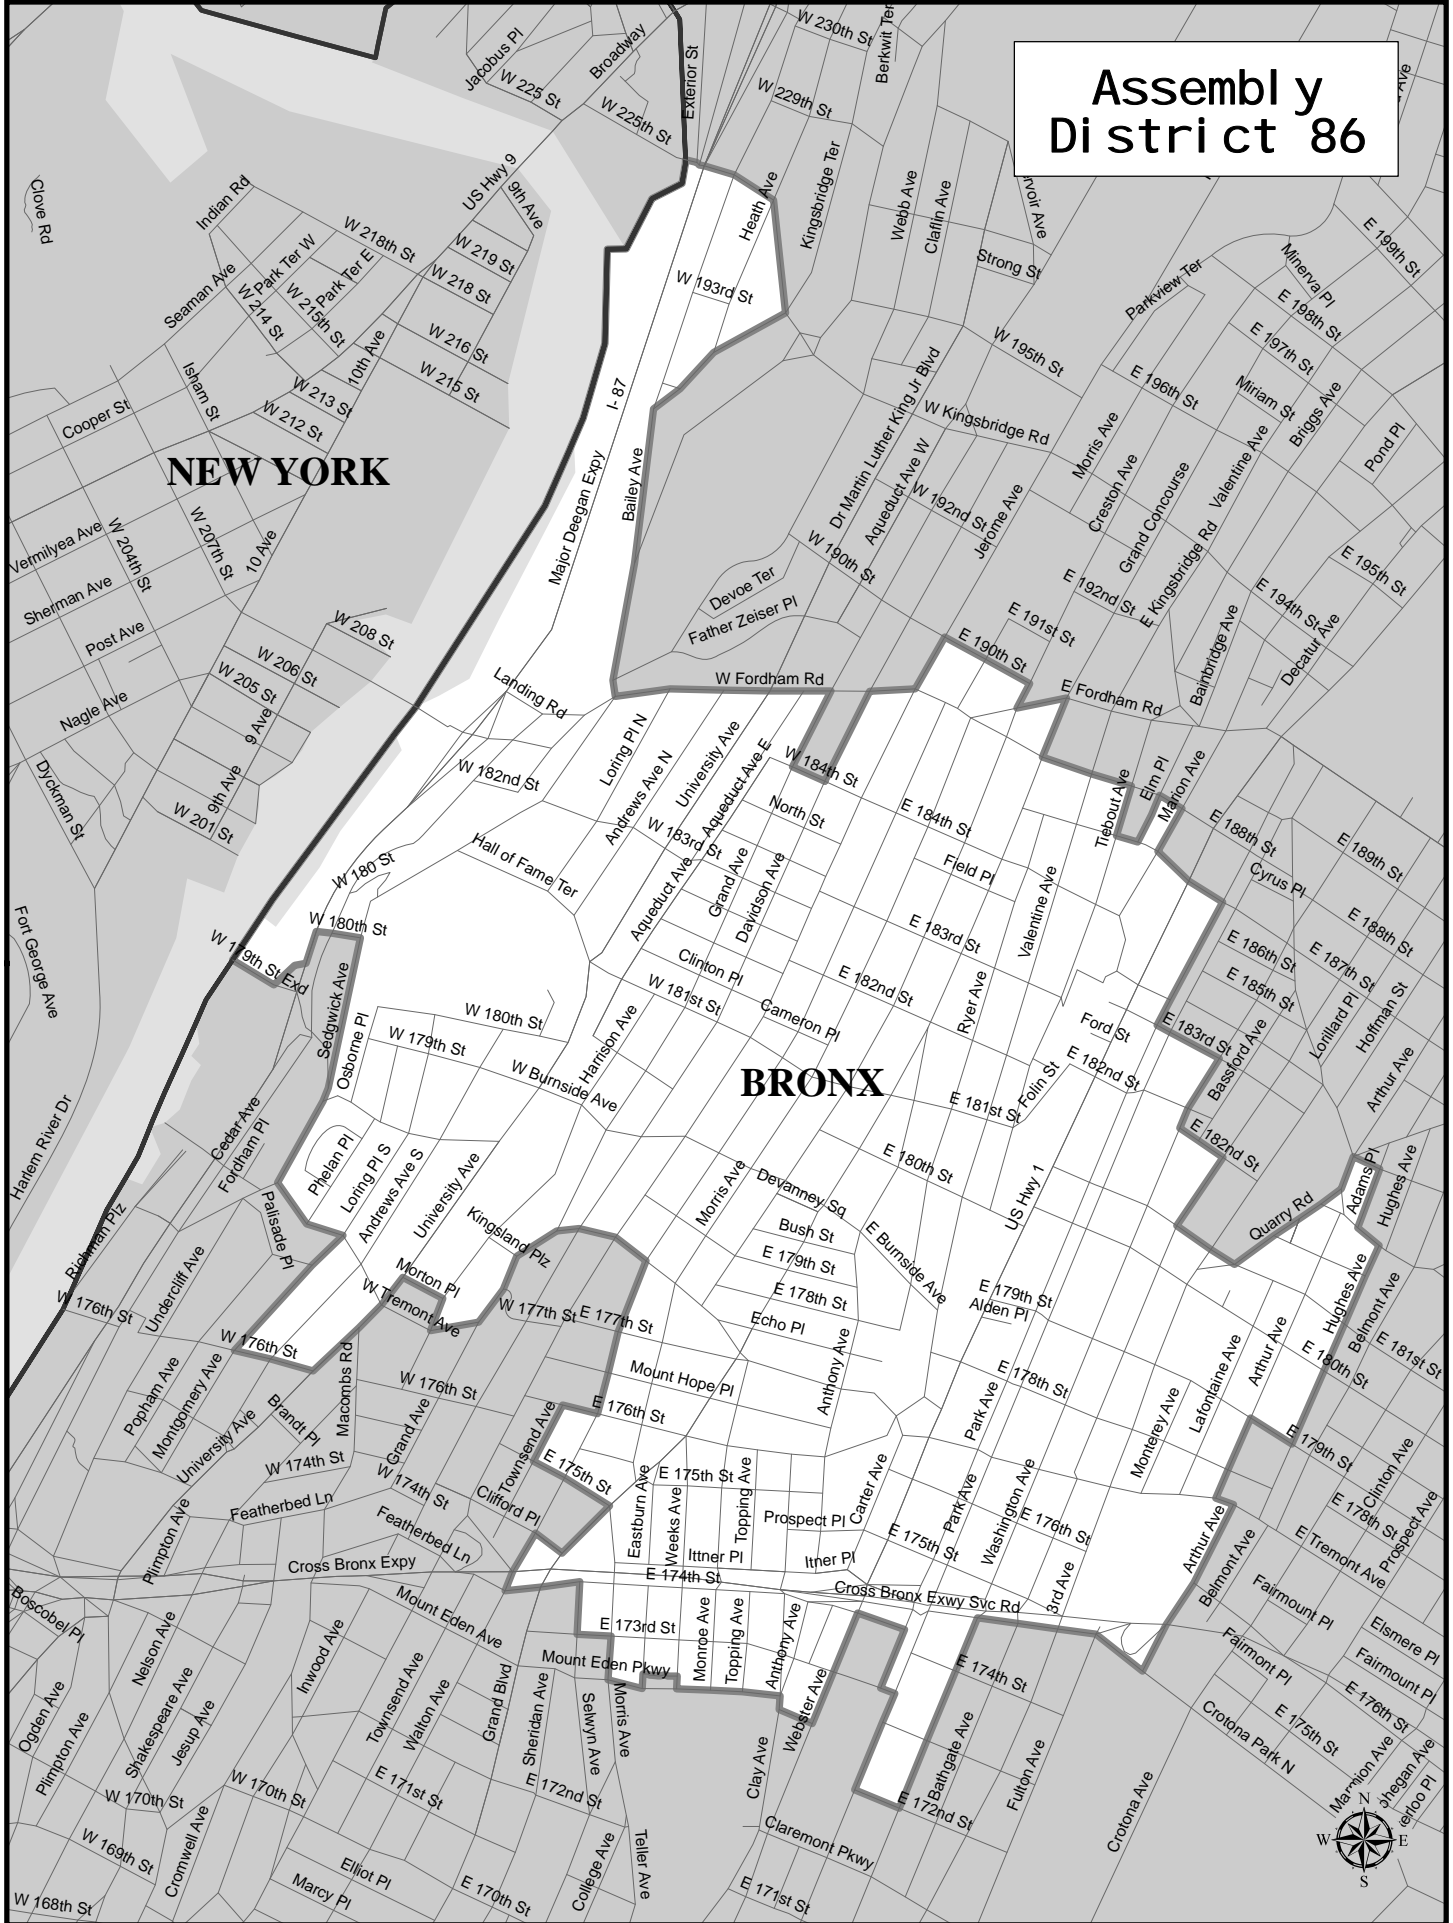 Assembly
District 86
W 230th St
Berkwit Ter
Jacobus Pl
Broadway
W 225 St
W 225th St
Exterior St
W 229th St
Kingsbridge Ter
Heath Ave
Webb Ave
Claflin Ave
Strong St
E 199th St
Clove Rd
Indian Rd
US Hwy 9
9th Ave
W 218th St
W 219 St
W 218 St
Park Ter W
Park Ter E
Seaman Ave
W 214 St
W 215th St
W 193rd St
Minerva Pl
Parkview Ter
E 198th St
E 197th St
W 216 St
W 215 St
10th Ave
Isham St
W 213 St
W 212 St
Cooper St
I- 87
W 195th St
E 196th St
Miriam St
Briggs Ave
Dr Martin Luther King Jr Blvd
W Kingsbridge Rd
Morris Ave
Valentine Ave
Pond Pl
NEW YORK
Major Deegan Expy
Bailey Ave
Aqueduct Ave W
W 192nd St
Jerome Ave
Creston Ave
Grand Concourse
E Kingsbridge Rd
Vermilyea Ave
W 204th St
W 207th St
10 Ave
W 190th St
E 195th St
Sherman Ave
Devoe Ter
Father Zeiser Pl
E 192nd St
E 191st St
E 194th St
Bainbridge Ave
Decatur Ave
Post Ave
W 208 St
W 206 St
W 205 St
E 190th St
Nagle Ave
9 Ave
Landing Rd
W Fordham Rd
E Fordham Rd
Loring Pl N
University Ave
W 182nd St
Andrews Ave N
Aqueduct Ave E
W 184th St
Dyckman St
9th Ave
W 201 St
North St
E 184th St
Tiebout Ave
Elm Pl
Marion Ave
W 183rd St
E 188th St
E 189th St
Hall of Fame Ter
W 180 St
Field Pl
Cyrus Pl
Aqueduct Ave
Grand Ave
Davidson Ave
Valentine Ave
Fort George Ave
W 180th St
W 179th St Exd
E 183rd St
E 188th St
E 186th St
E 187th St
E 185th St
Clinton Pl
W 181st St
E 182nd St
Cameron Pl
Ryer Ave
Sedgwick Ave
Osborne Pl
W 180th St
W 179th St
Harrison Ave
W Burnside Ave
BRONX
Ford St
E 183rd St
E 182nd St
Bassford Ave
Lorillard Pl
Hoffman St
Arthur Ave
Harlem River Dr
Cedar Ave
Fordham Pl
E 181st St
Folin St
E 182nd St
Phelan Pl
Loring Pl S
Andrews Ave S
University Ave
E 180th St
Devanney Sq
Morris Ave
US Hwy 1
Adams Pl
Hughes Ave
Quarry Rd
Palisade Pl
Richman Plz
Kingsland Plz
Bush St
E Burnside Ave
E 179th St
E 178th St
E 179th St
Alden Pl
Undercliff Ave
W 176th St
Morton Pl
W Tremont Ave
W 177th St
E 177th St
Echo Pl
Hughes Ave
Belmont Ave
W 176th St
Macombs Rd
Anthony Ave
Arthur Ave
E 181st St
E 180th St
Mount Hope Pl
E 178th St
Lafontaine Ave
Popham Ave
Montgomery Ave
W 176th St
E 176th St
Park Ave
Monterey Ave
Brandt Pl
University Ave
Grand Ave
Townsend Ave
E 179th St
Clinton Ave
W 174th St
W 174th St
E 175th St
E 175th St
Eastburn Ave
Weeks Ave
Topping Ave
Carter Ave
Featherbed Ln
Clifford Pl
Prospect Pl
Park Ave
Washington Ave
E 178th St
Prospect Ave
Plimpton Ave
Featherbed Ln
E 175th St
E 176th St
Arthur Ave
E Tremont Ave
Cross Bronx Expy
Ittner Pl
Itner Pl
E 174th St
Cross Bronx Exwy Svc Rd
3rd Ave
Belmont Ave
Fairmount Pl
Boscobel Pl
Mount Eden Ave
E 173rd St
Monroe Ave
Topping Ave
Anthony Ave
Elsmere Pl
Nelson Ave
Inwood Ave
Mount Eden Pkwy
E 174th St
Fairmont Pl
Fairmount Pl
Ogden Ave
Shakespeare Ave
Jesup Ave
Townsend Ave
Walton Ave
Grand Blvd
Sheridan Ave
Selwyn Ave
Morris Ave
Webster Ave
E 176th St
E 175th St
Crotona Park N
Plimpton Ave
W 170th St
W 170th St
E 171st St
E 172nd St
Clay Ave
Bathgate Ave
Fulton Ave
Marmion Ave
E 172nd St
Crotona Ave
W 169th St
Cromwell Ave
Elliot Pl
Marcy Pl
E 170th St
College Ave
Teller Ave
Claremont Pkwy
E 171st St
W 168th St
N
W
E
S